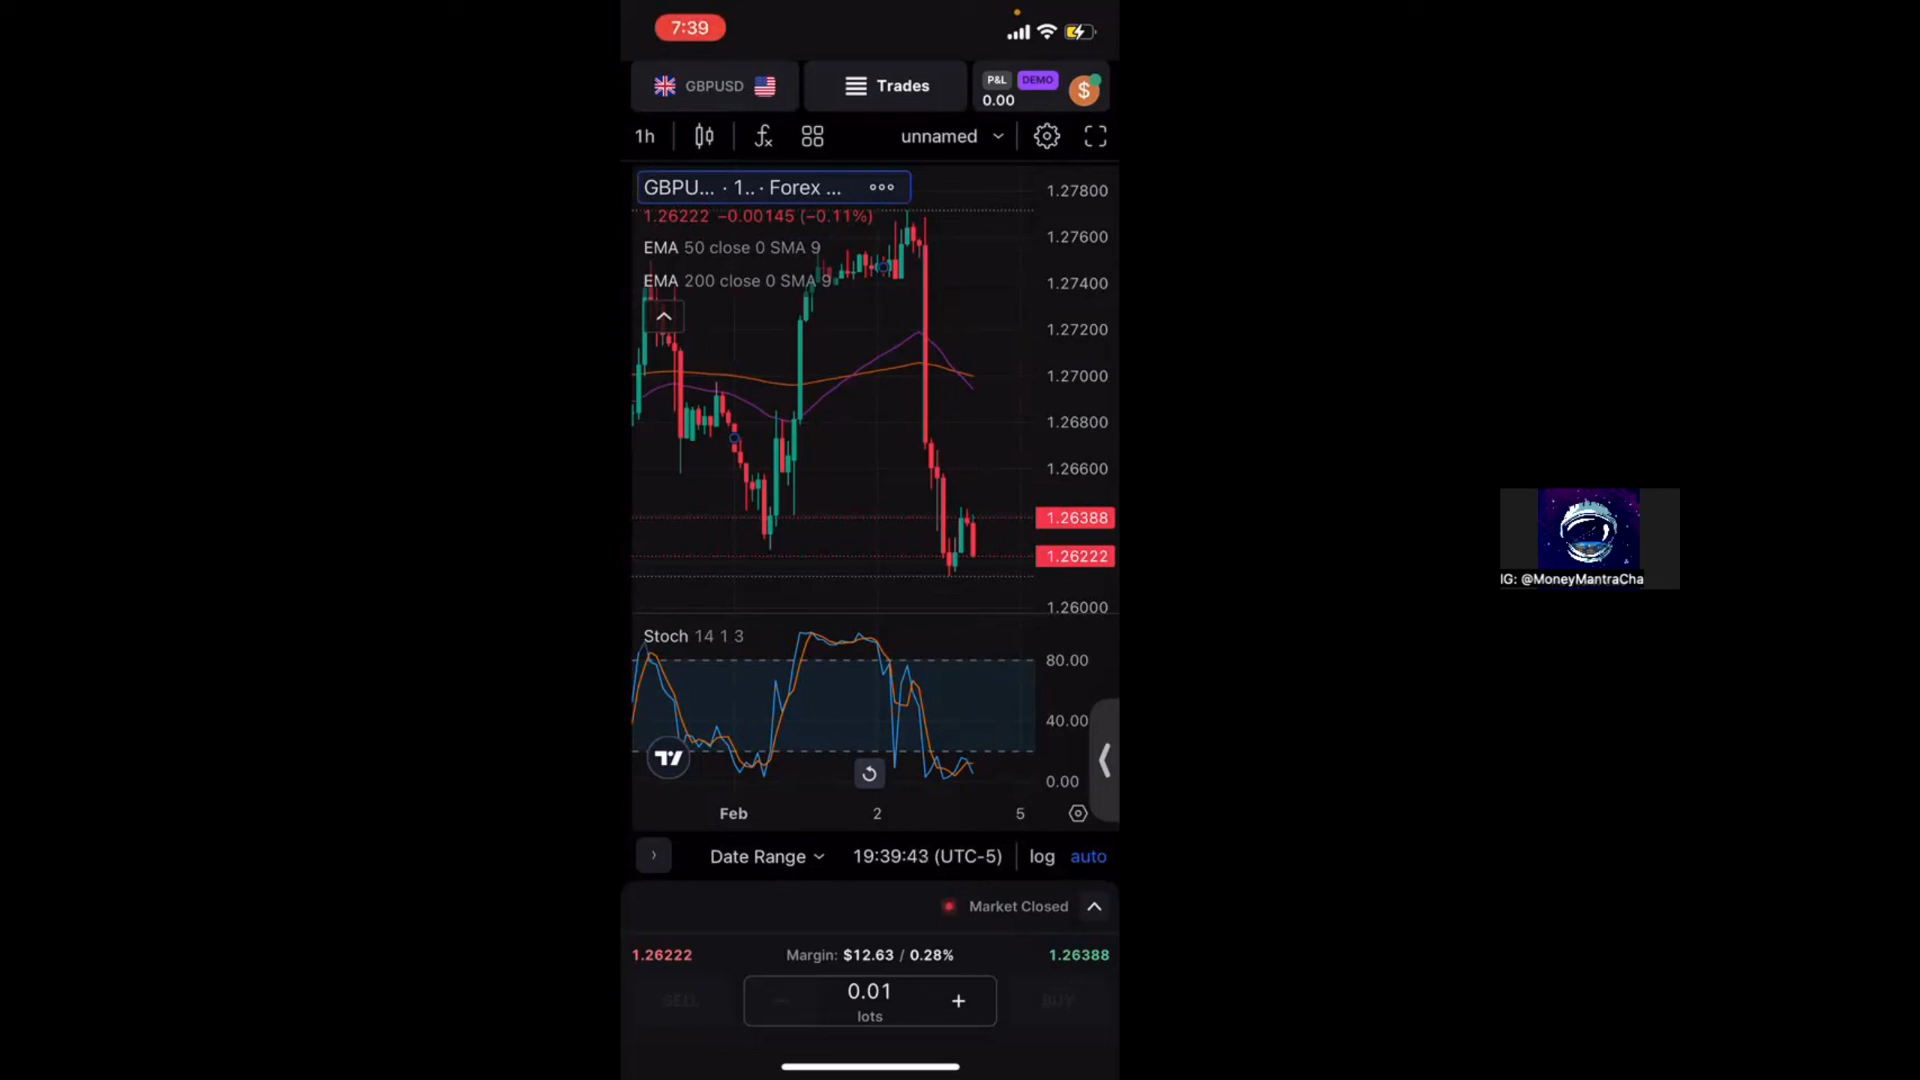 7:39
GBPUSD
Trades
P&L DEMO
0.00
$
1h
unnamed
GBPU... · 1.. · Forex ...
1.26222 −0.00145 (−0.11%)
EMA 50 close 0 SMA 9
EMA 200 close 0 SMA 9
1.27800
1.27600
1.27400
1.27200
1.27000
1.26800
1.26600
1.26388
1.26222
1.26000
Stoch 14 1 3
80.00
40.00
0.00
Feb 2 5
Date Range 19:39:43 (UTC-5) log auto
Market Closed
1.26222 Margin: $12.63 / 0.28% 1.26388
SELL 0.01 BUY
lots
IG: @MoneyMantraCha